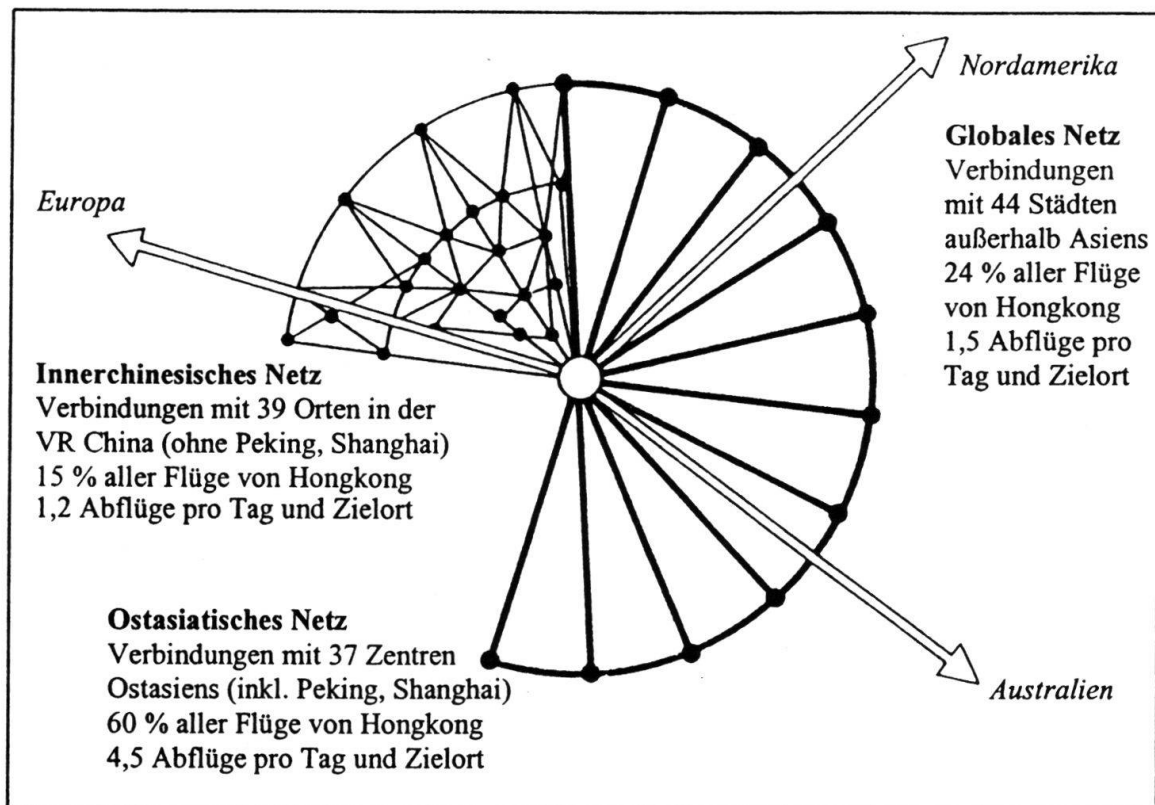 Nordamerika
Globales Netz
Verbindungen
mit 44 Städten
außerhalb Asiens
24 % aller Flüge
von Hongkong
1,5 Abflüge pro
Tag und Zielort
Europa
Innerchinesisches Netz
Verbindungen mit 39 Orten in der
VR China (ohne Peking, Shanghai)
15 % aller Flüge von Hongkong
1,2 Abflüge pro Tag und Zielort
Ostasiatisches Netz
Verbindungen mit 37 Zentren
Ostasiens (inkl. Peking, Shanghai)
60 % aller Flüge von Hongkong
4,5 Abflüge pro Tag und Zielort
Australien